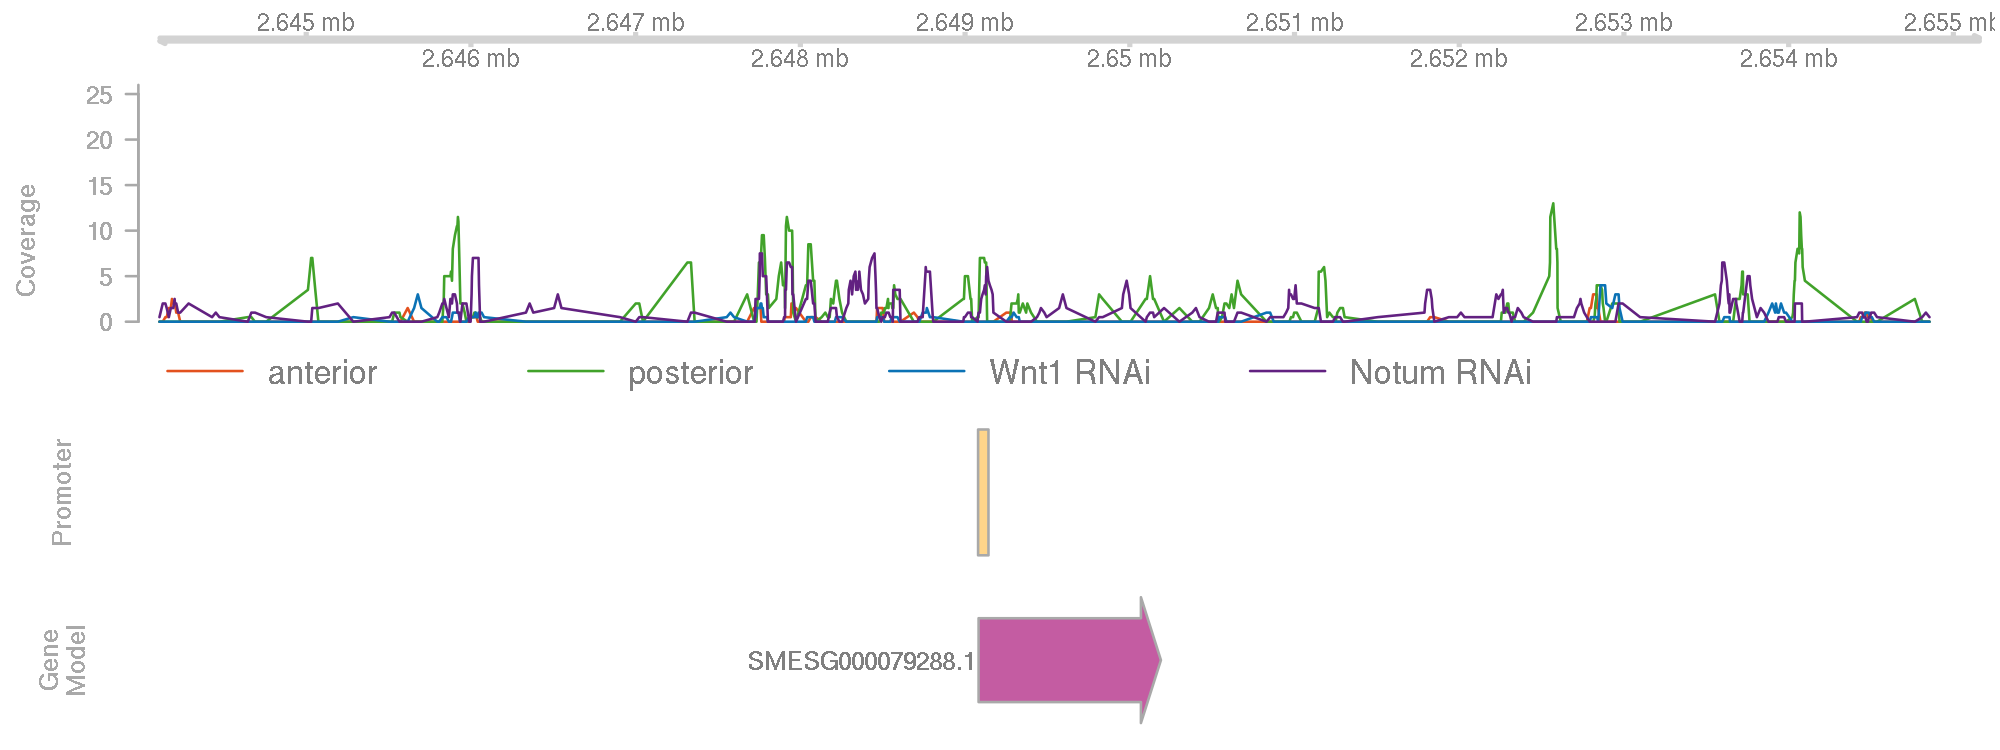 2.645 mb 2.647 mb 2.649 mb 2.651 mb 2.653 mb 2.655 mb
2.646 mb 2.648 mb 2.65 mb 2.652 mb 2.654 mb
Coverage
25
20
15
10
5
0
anterior posterior Wnt1 RNAi Notum RNAi
Promoter
Gene
Model
SMESG000079288.1